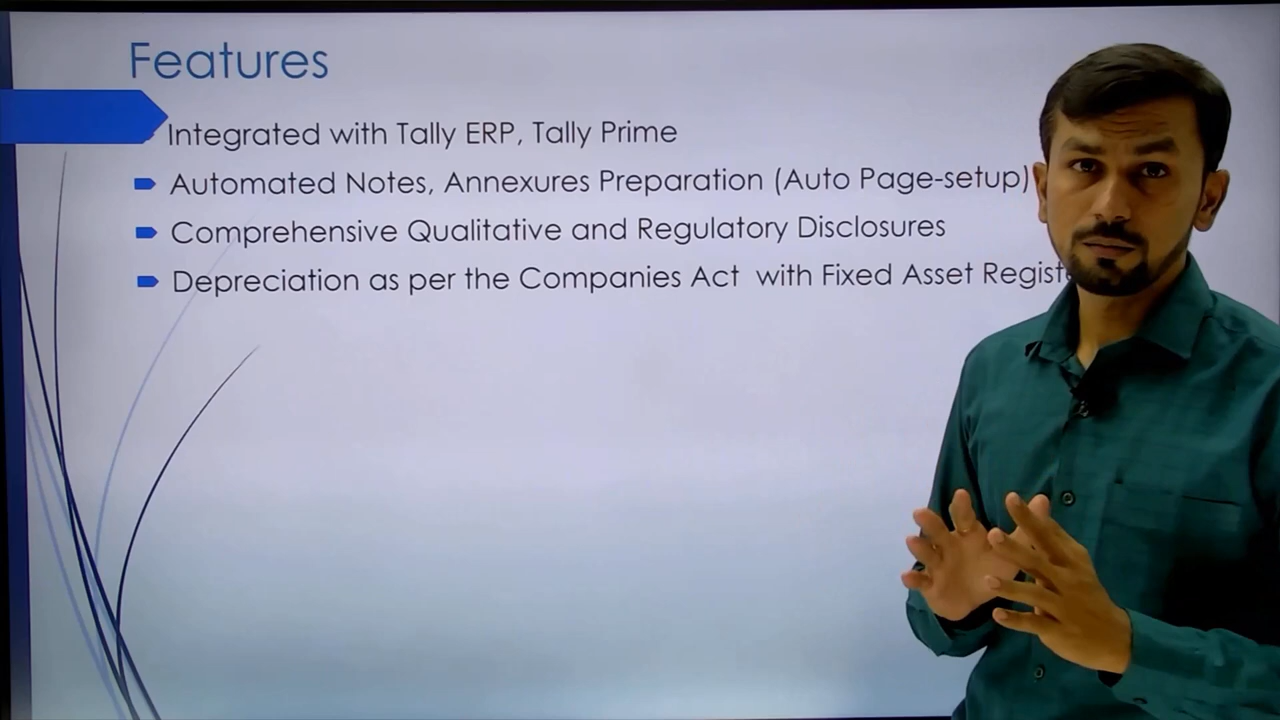 Features
Integrated with Tally ERP, Tally Prime
Automated Notes, Annexures Preparation (Auto Page-setup)
Comprehensive Qualitative and Regulatory Disclosures
Depreciation as per the Companies Act with Fixed Asset